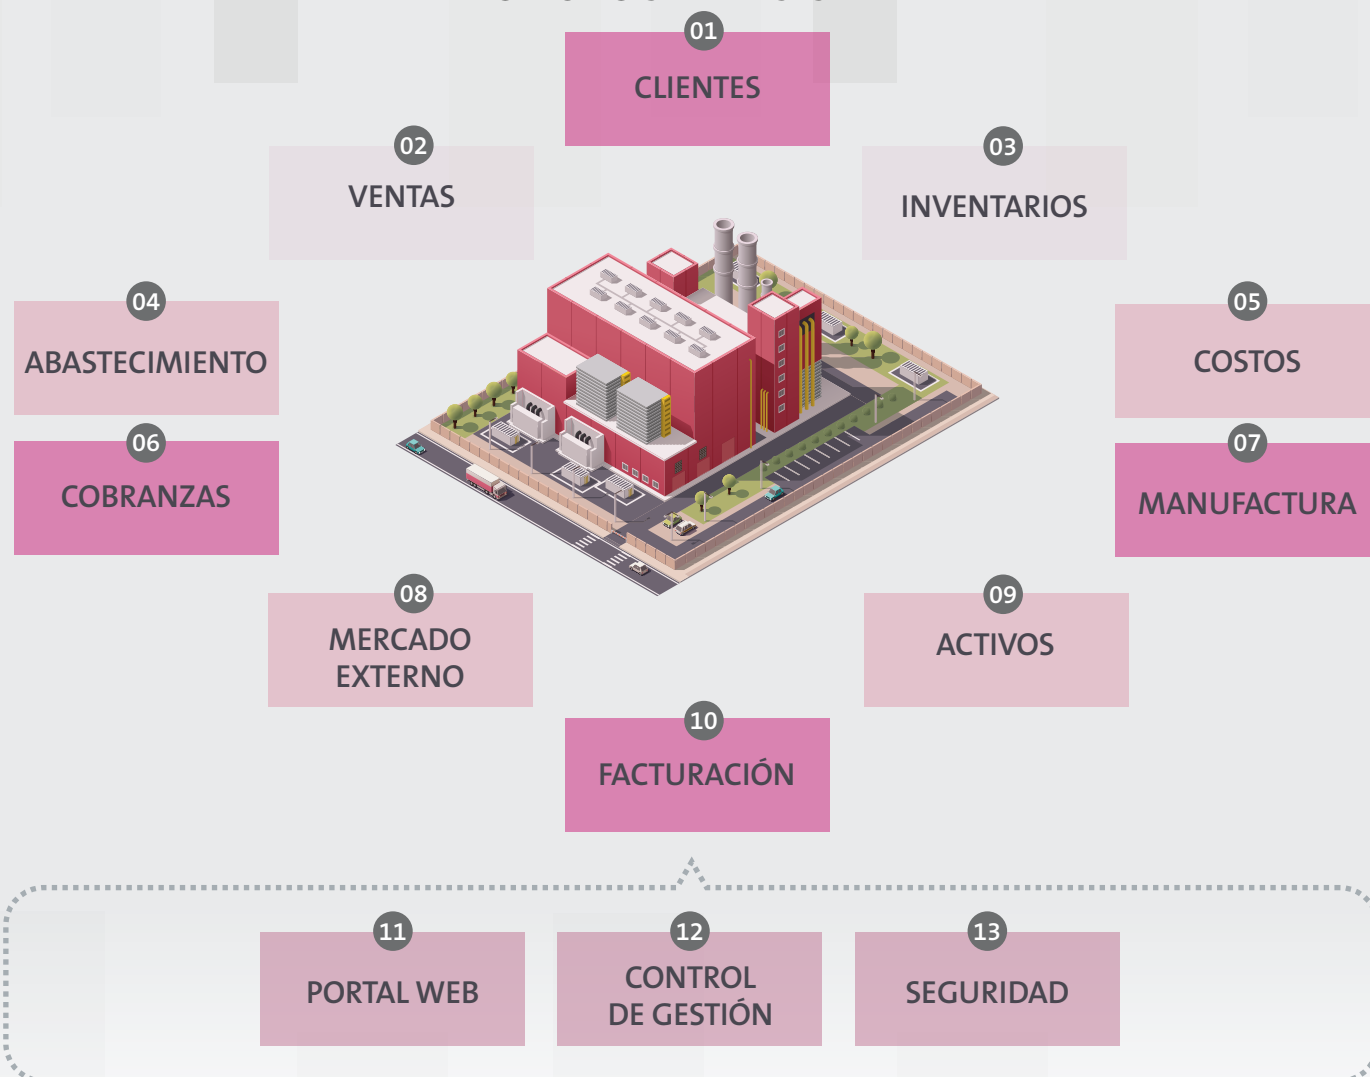 01
CLIENTES
02
VENTAS
03
INVENTARIOS
04
ABASTECIMIENTO
05
COSTOS
06
COBRANZAS
07
MANUFACTURA
08
MERCADO
EXTERNO
09
ACTIVOS
10
FACTURACIÓN
11
PORTAL WEB
12
CONTROL
DE GESTIÓN
13
SEGURIDAD